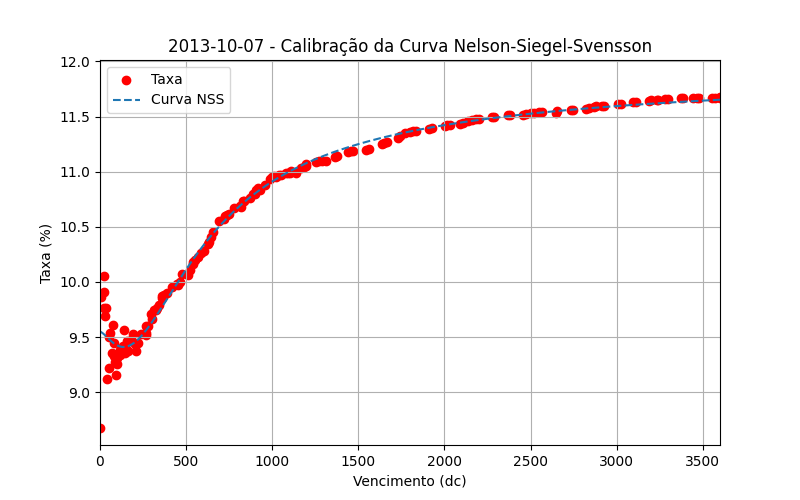 2013-10-07 - Calibração da Curva Nelson-Siegel-Svensson
Taxa
Curva NSS
Taxa (%)
12.0
11.5
11.0
10.5
10.0
9.5
9.0
0 500 1000 1500 2000 2500 3000 3500
Vencimento (dc)